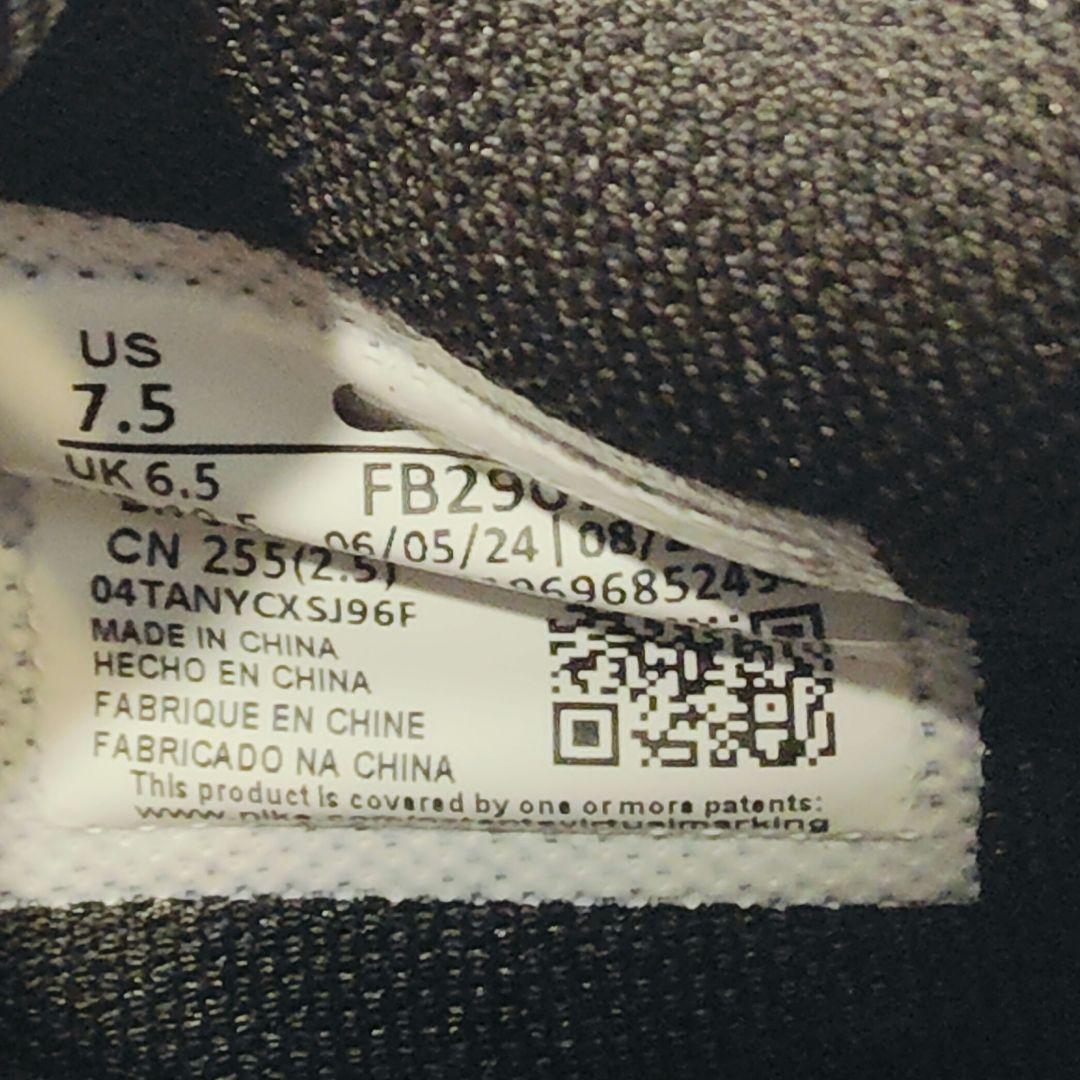 US
7.5
UK 6.5
06/05/24 | 08/
CN 255(2.5)
04TANYCXSJ96F
MADE IN CHINA
HECHO EN CHINA
FABRIQUE EN CHINE
FABRICADO NA CHINA
This product is covered by one or more patents: